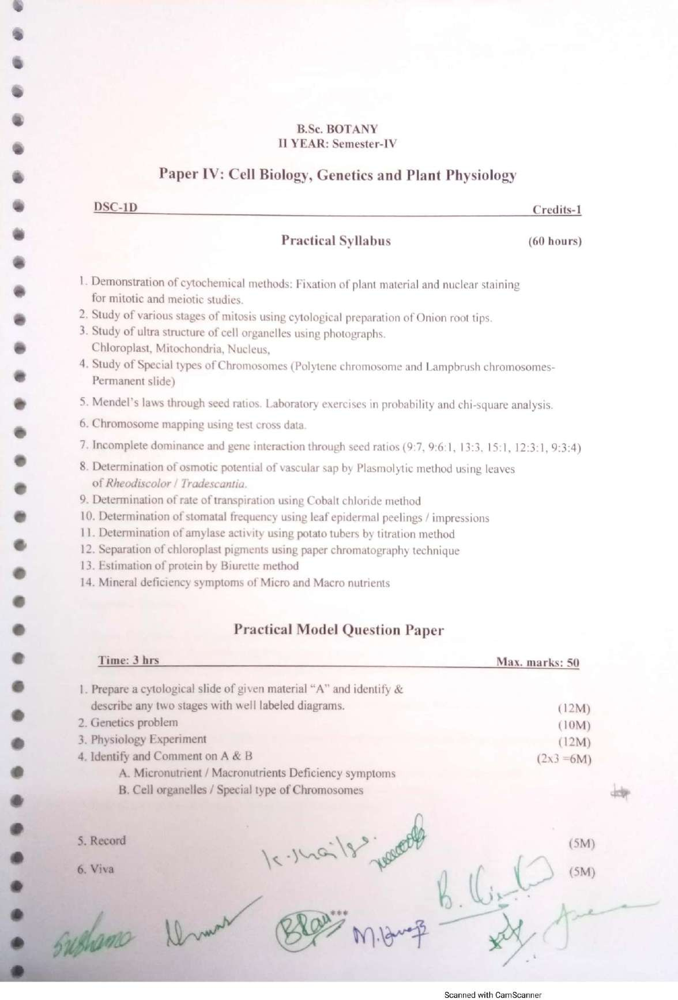 B.Sc. BOTANY
II YEAR: Semester-IV
Paper IV: Cell Biology, Genetics and Plant Physiology
DSC-1D Credits-1
Practical Syllabus (60 hours)
1. Demonstration of cytochemical methods: Fixation of plant material and nuclear staining
for mitotic and meiotic studies.
2. Study of various stages of mitosis using cytological preparation of Onion root tips.
3. Study of ultra structure of cell organelles using photographs.
Chloroplast, Mitochondria, Nucleus,
4. Study of Special types of Chromosomes (Polytene chromosome and Lampbrush chromosomes-
Permanent slide)
5. Mendel's laws through seed ratios. Laboratory exercises in probability and chi-square analysis.
6. Chromosome mapping using test cross data.
7. Incomplete dominance and gene interaction through seed ratios (9:7, 9:6:1, 13:3, 15:1, 12:3:1, 9:3:4)
8. Determination of osmotic potential of vascular sap by Plasmolytic method using leaves
of Rheodiscolor / Tradescantia.
9. Determination of rate of transpiration using Cobalt chloride method
10. Determination of stomatal frequency using leaf epidermal peelings / impressions
11. Determination of amylase activity using potato tubers by titration method
12. Separation of chloroplast pigments using paper chromatography technique
13. Estimation of protein by Biurette method
14. Mineral deficiency symptoms of Micro and Macro nutrients
Practical Model Question Paper
Time: 3 hrs Max. marks: 50
1. Prepare a cytological slide of given material “A” and identify &
describe any two stages with well labeled diagrams. (12M)
2. Genetics problem (10M)
3. Physiology Experiment (12M)
4. Identify and Comment on A & B (2x3 =6M)
A. Micronutrient / Macronutrients Deficiency symptoms
B. Cell organelles / Special type of Chromosomes
5. Record (5M)
6. Viva (5M)
***
Sushama
Scanned with CamScanner